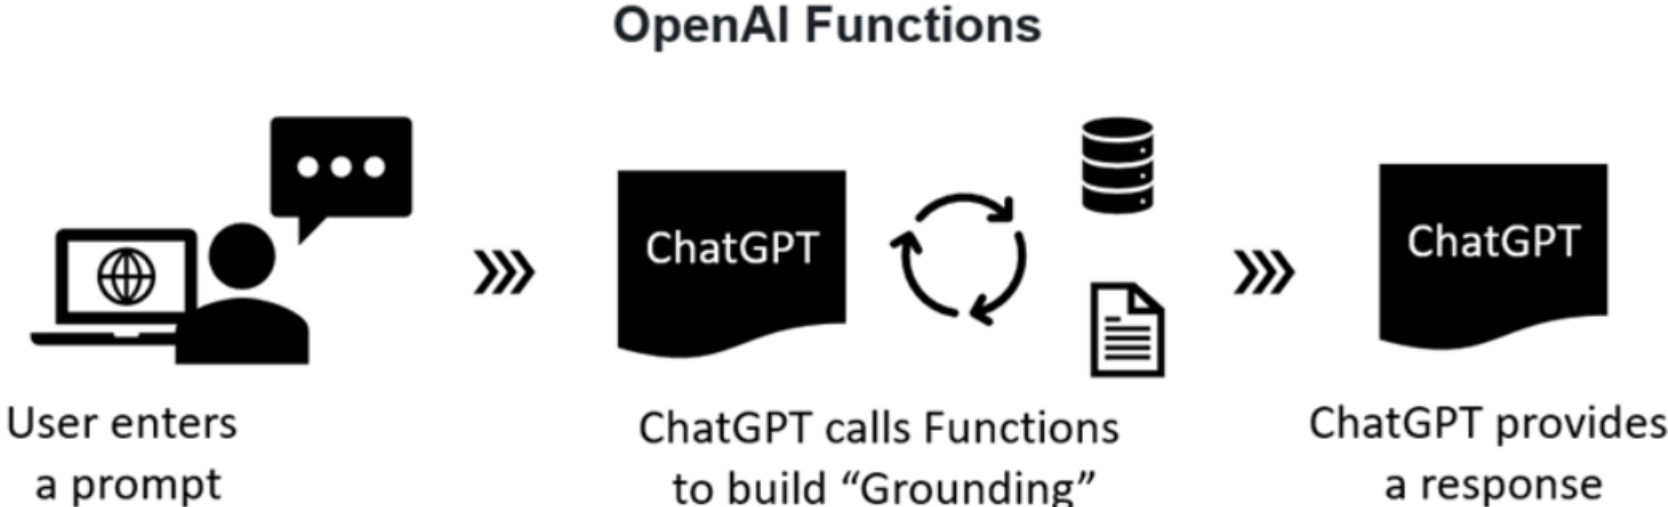 OpenAI Functions
ChatGPT
ChatGPT
User enters
a prompt
ChatGPT calls Functions
to build “Grounding”
ChatGPT provides
a response